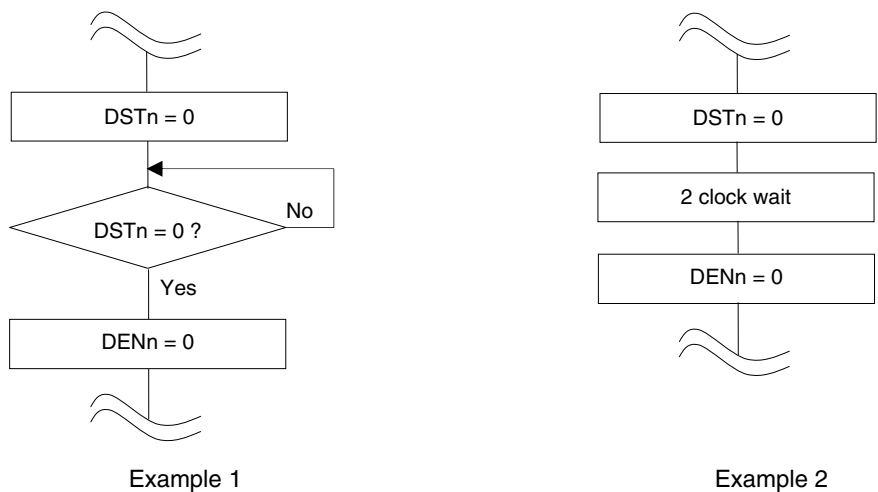 DSTn = 0
DSTn = 0 ?
No
Yes
DENn = 0
Example 1
DSTn = 0
2 clock wait
DENn = 0
Example 2